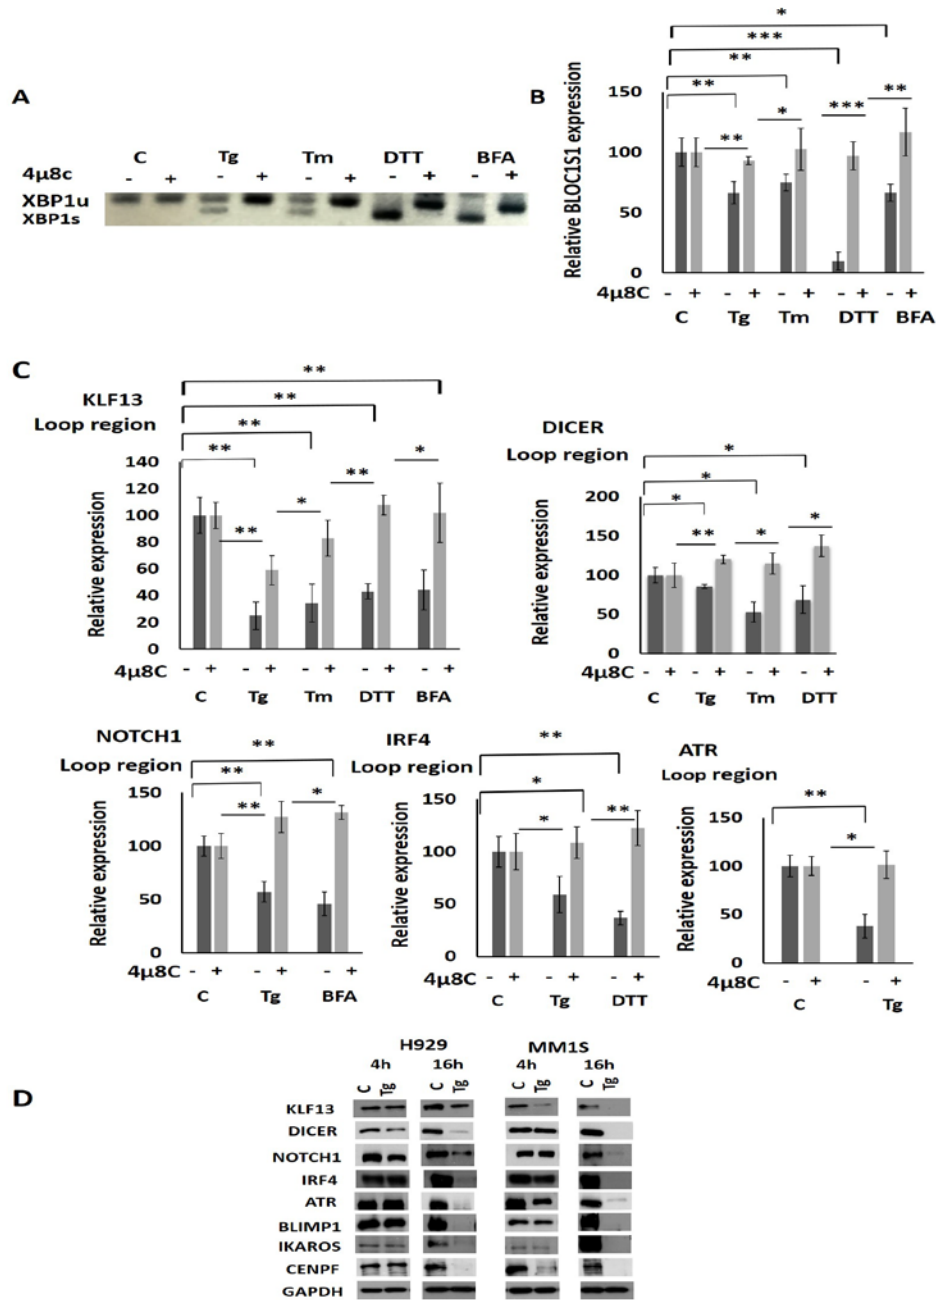 A
C Tg Tm DTT BFA
4µ8c - + - + - + - + - +
XBP1u
XBP1s
B
Relative BLOC1S1 expression
150
100
50
0
*
***
**
**
** * *** **
4µ8C - + - + - + - + - +
C Tg Tm DTT BFA
C
KLF13
Loop region
Relative expression
140
120
100
80
60
40
20
0
**
**
**
**
** * ** *
4µ8C - + - + - + - + - +
C Tg Tm DTT BFA
DICER
Loop region
Relative expression
200
150
100
50
0
*
*
*
** * *
4µ8C - + - + - + - +
C Tg Tm DTT
NOTCH1
Loop region
Relative expression
150
100
50
0
**
**
** *
4µ8C - + - + - +
C Tg BFA
IRF4
Loop region
Relative expression
150
100
50
0
**
*
* **
4µ8C - + - + - +
C Tg DTT
ATR
Loop region
Relative expression
150
100
50
0
**
*
4µ8C - + - +
C Tg
D
H929 MM1S
4h 16h 4h 16h
C Tg C Tg C Tg C Tg
KLF13
DICER
NOTCH1
IRF4
ATR
BLIMP1
IKAROS
CENPF
GAPDH